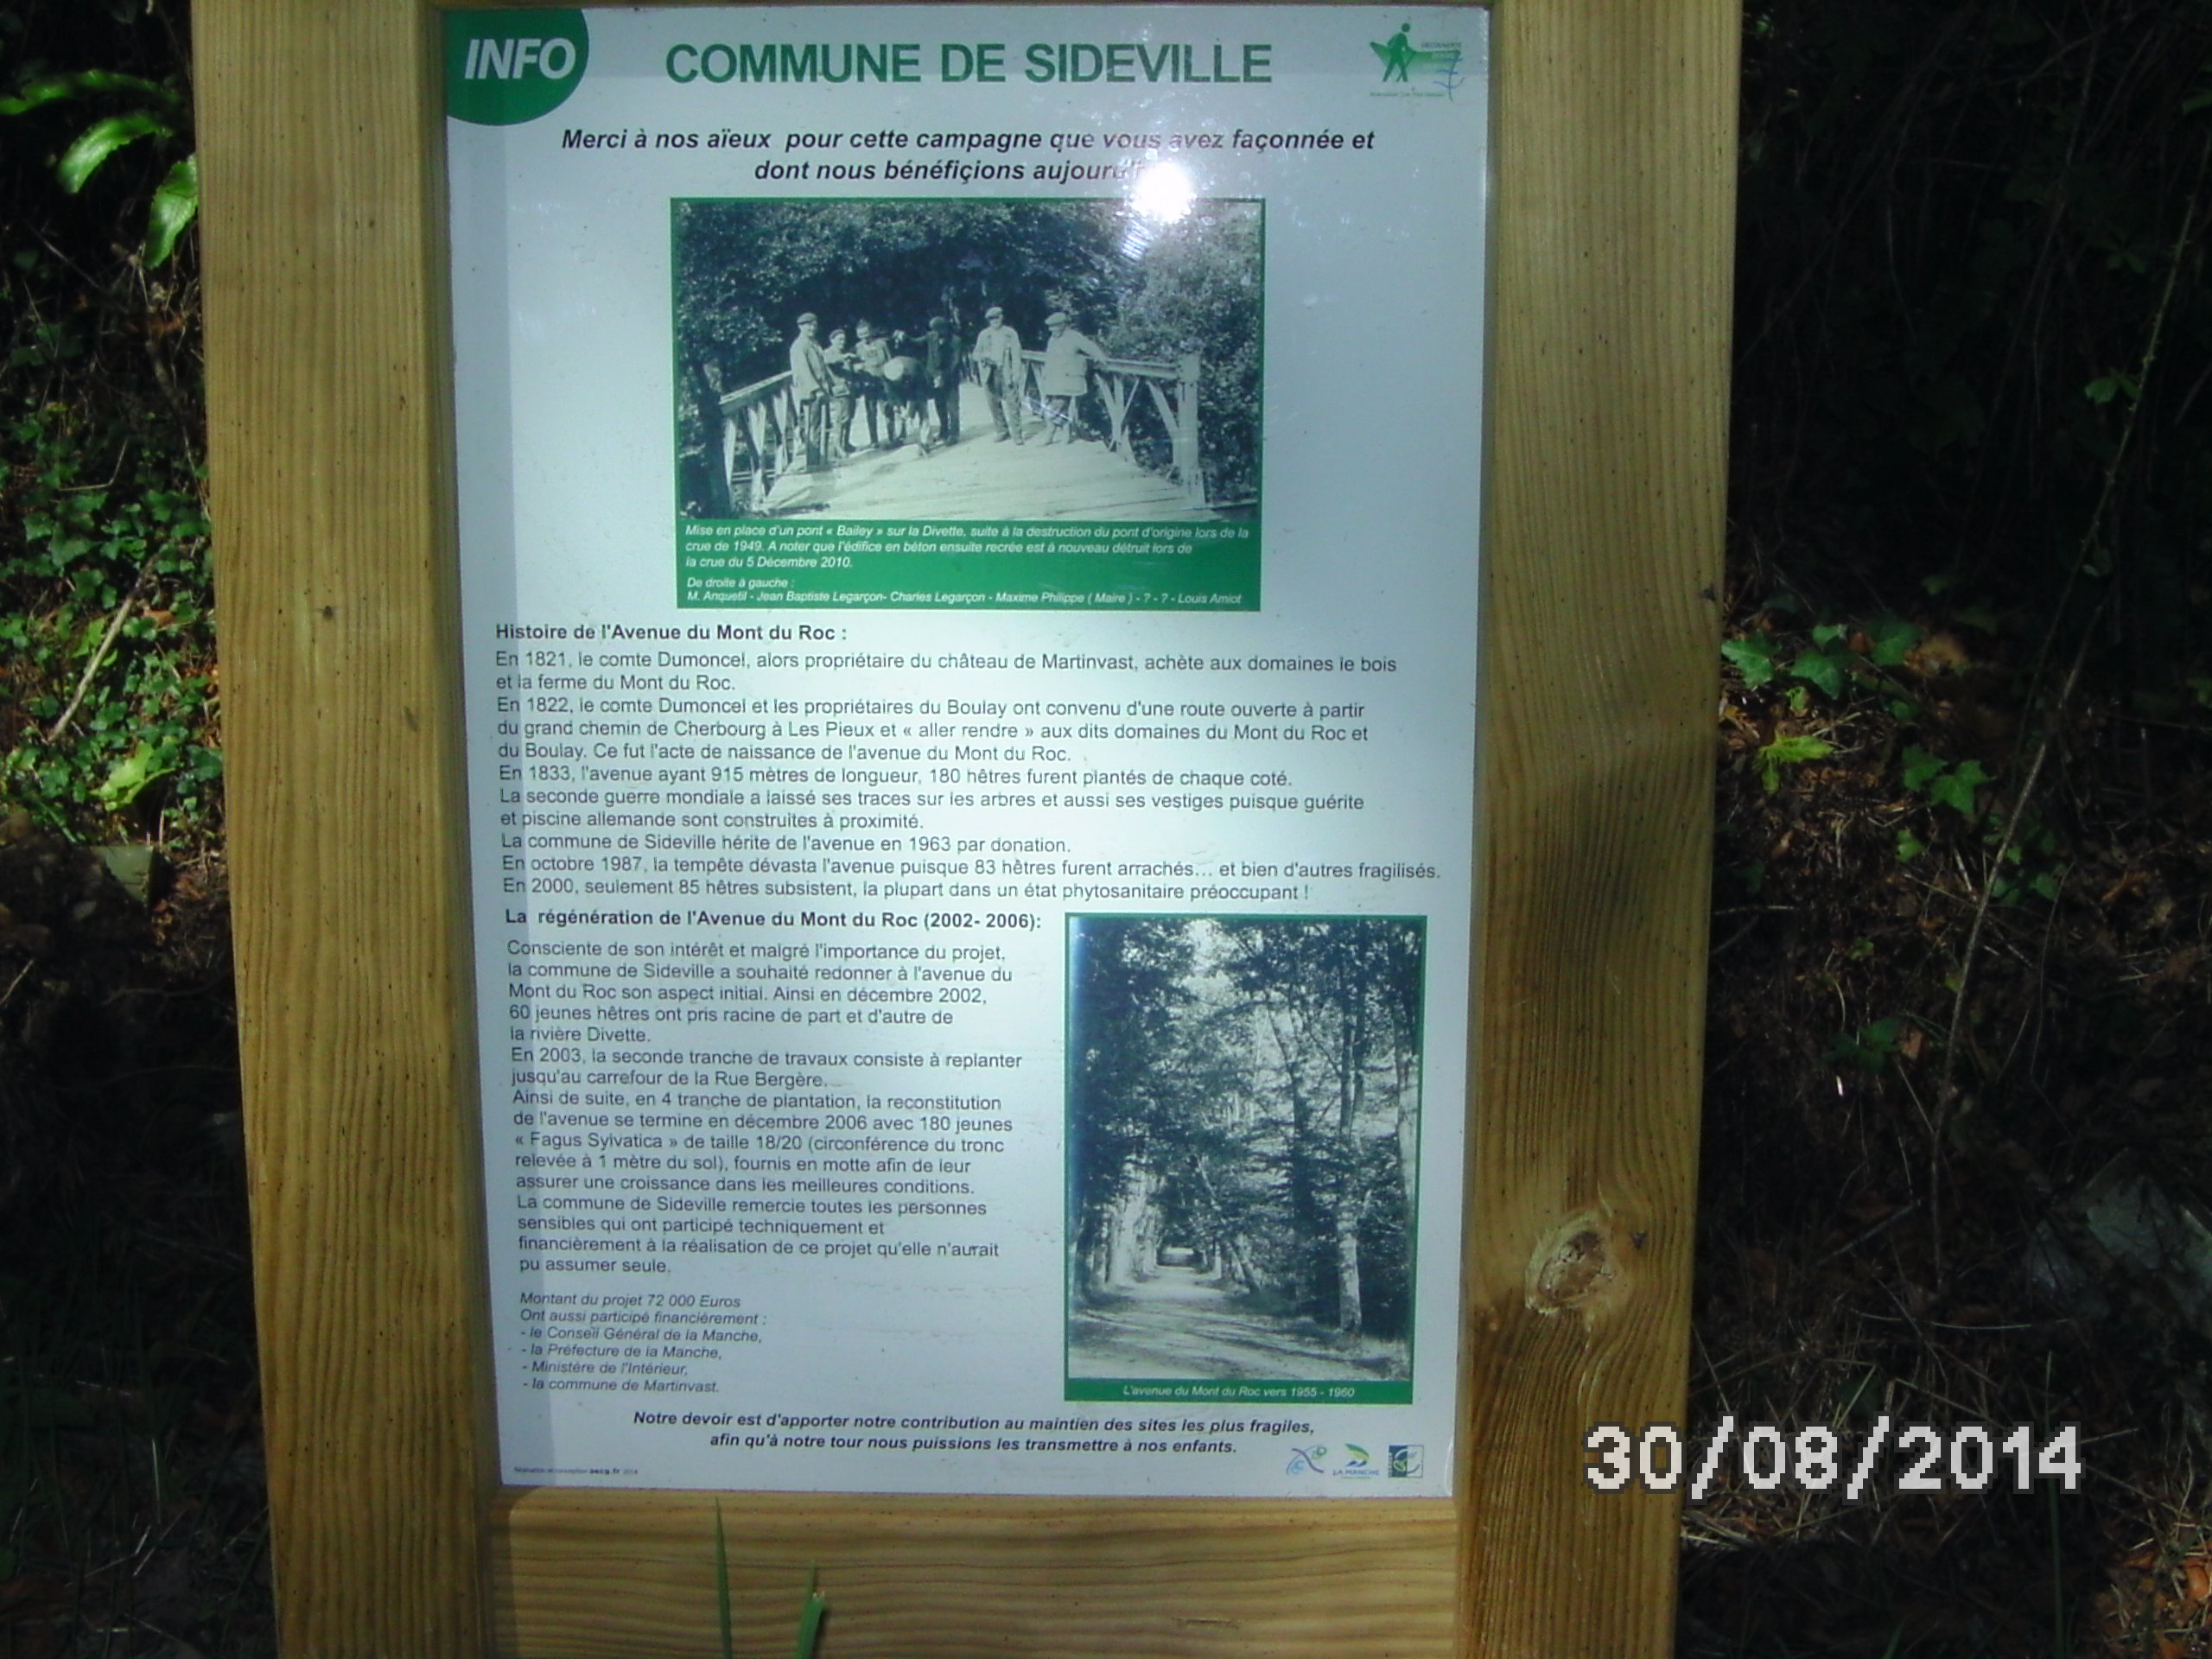 INFO
COMMUNE DE SIDEVILLE
Merci à nos aïeux pour cette campagne que vous avez façonnée et
dont nous bénéfiçions
Mise en place d'un pont « Bailey » sur la Divette, suite à la destruction du pont d'origine lors de la
crue de 1949. A noter que l'édifice en béton ensuite recrée est à nouveau détruit lors de
la crue du 5 Décembre 2010.
De droite à gauche :
M. Anquetil - Jean Baptiste Legarçon- Charles Legarçon - Maxime Philippe ( Maire ) - ? - ? - Louis Amiot
Histoire de l'Avenue du Mont du Roc :
En 1821, le comte Dumoncel, alors propriétaire du château de Martinvast, achète aux domaines le bois
et la ferme du Mont du Roc.
En 1822, le comte Dumoncel et les propriétaires du Boulay ont convenu d'une route ouverte à partir
du grand chemin de Cherbourg à Les Pieux et « aller rendre » aux dits domaines du Mont du Roc et
du Boulay. Ce fut l'acte de naissance de l'avenue du Mont du Roc.
En 1833, l'avenue ayant 915 mètres de longueur, 180 hêtres furent plantés de chaque coté.
La seconde guerre mondiale a laissé ses traces sur les arbres et aussi ses vestiges puisque guérite
et piscine allemande sont construites à proximité.
La commune de Sideville hérite de l'avenue en 1963 par donation.
En octobre 1987, la tempête dévasta l'avenue puisque 83 hêtres furent arrachés... et bien d'autres fragilisés.
En 2000, seulement 85 hêtres subsistent, la plupart dans un état phytosanitaire préoccupant !
La régénération de l'Avenue du Mont du Roc (2002- 2006):
Consciente de son intérêt et malgré l'importance du projet,
la commune de Sideville a souhaité redonner à l'avenue du
Mont du Roc son aspect initial. Ainsi en décembre 2002,
60 jeunes hêtres ont pris racine de part et d'autre de
la rivière Divette.
En 2003, la seconde tranche de travaux consiste à replanter
jusqu'au carrefour de la Rue Bergère.
Ainsi de suite, en 4 tranche de plantation, la reconstitution
de l'avenue se termine en décembre 2006 avec 180 jeunes
« Fagus Sylvatica » de taille 18/20 (circonférence du tronc
relevée à 1 mètre du sol), fournis en motte afin de leur
assurer une croissance dans les meilleures conditions.
La commune de Sideville remercie toutes les personnes
sensibles qui ont participé techniquement et
financièrement à la réalisation de ce projet qu'elle n'aurait
pu assumer seule.
Montant du projet 72 000 Euros
Ont aussi participé financièrement :
- le Conseil Général de la Manche,
- la Préfecture de la Manche,
- Ministère de l'Intérieur,
- la commune de Martinvast.
L'avenue du Mont du Roc vers 1955 - 1960
Notre devoir est d'apporter notre contribution au maintien des sites les plus fragiles,
afin qu'à notre tour nous puissions les transmettre à nos enfants.
LA MANCHE
30/08/2014